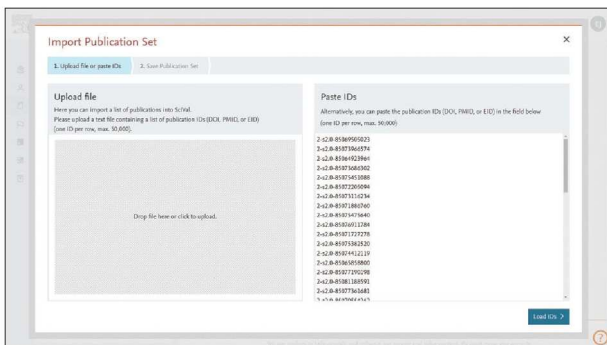 Import Publication Set
×
1. Upload file or paste IDs
2. Save Publication Set
Upload file
Here you can import a list of publications into SciVal.
Please upload a text file containing a list of publication IDs (DOI, PMID, or EID)
(one ID per row, max. 50,000).
Drop file here or click to upload.
Paste IDs
Alternatively, you can paste the publication IDs (DOI, PMID, or EID) in the field below
(one ID per row, max. 50,000)
2-s2.0-85069505023
2-s2.0-85073966574
2-s2.0-85064923964
2-s2.0-85073686302
2-s2.0-85075451088
2-s2.0-85072205094
2-s2.0-85073116234
2-s2.0-85071886760
2-s2.0-85075475640
2-s2.0-85076911784
2-s2.0-85071727278
2-s2.0-85075382520
2-s2.0-85074412119
2-s2.0-85065858800
2-s2.0-85077190298
2-s2.0-85081188591
2-s2.0-85077361681
Load IDs >
?